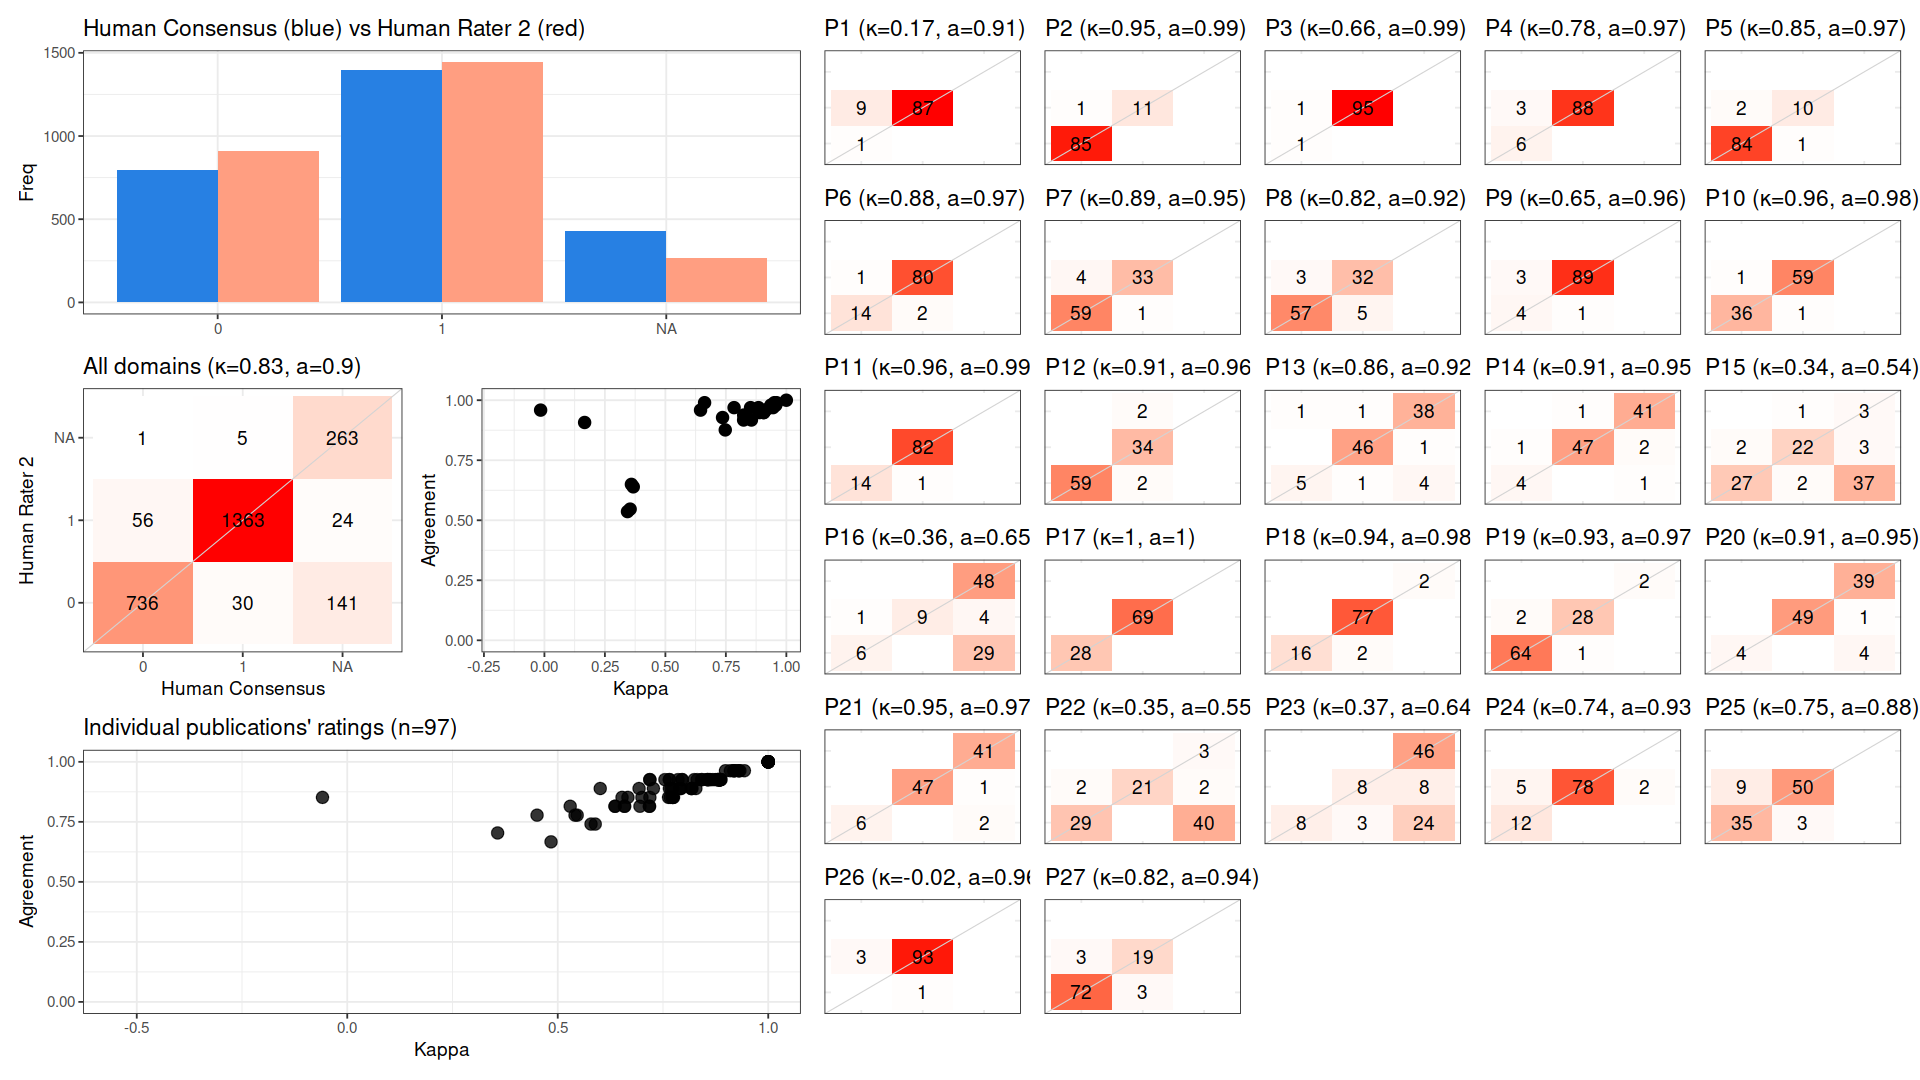 Human Consensus (blue) vs Human Rater 2 (red)
1500
1000
500
0
Freq
0 1 NA
All domains (κ=0.83, a=0.9)
NA 1 5 263
1 56 1363 24
0 736 30 141
0 1 NA
Human Rater 2
Human Consensus
1.00
0.75
0.50
0.25
0.00
Agreement
-0.25 0.00 0.25 0.50 0.75 1.00
Kappa
Individual publications' ratings (n=97)
1.00
0.75
0.50
0.25
0.00
Agreement
-0.5 0.0 0.5 1.0
Kappa
P1 (κ=0.17, a=0.91)
9 87
1
P2 (κ=0.95, a=0.99)
1 11
85
P3 (κ=0.66, a=0.99)
1 95
1
P4 (κ=0.78, a=0.97)
3 88
6
P5 (κ=0.85, a=0.97)
2 10
84 1
P6 (κ=0.88, a=0.97)
1 80
14 2
P7 (κ=0.89, a=0.95)
4 33
59 1
P8 (κ=0.82, a=0.92)
3 32
57 5
P9 (κ=0.65, a=0.96)
3 89
4 1
P10 (κ=0.96, a=0.98)
1 59
36 1
P11 (κ=0.96, a=0.99
82
14 1
P12 (κ=0.91, a=0.96
2
34
59 2
P13 (κ=0.86, a=0.92
1 1 38
46 1
5 1 4
P14 (κ=0.91, a=0.95
1 41
1 47 2
4 1
P15 (κ=0.34, a=0.54)
1 3
2 22 3
27 2 37
P16 (κ=0.36, a=0.65
48
1 9 4
6 29
P17 (κ=1, a=1)
69
28
P18 (κ=0.94, a=0.98
2
77
16 2
P19 (κ=0.93, a=0.97
2
2 28
64 1
P20 (κ=0.91, a=0.95)
39
49 1
4 4
P21 (κ=0.95, a=0.97
41
47 1
6 2
P22 (κ=0.35, a=0.55
3
2 21 2
29 40
P23 (κ=0.37, a=0.64
46
8 8
8 3 24
P24 (κ=0.74, a=0.93
5 78 2
12
P25 (κ=0.75, a=0.88)
9 50
35 3
P26 (κ=-0.02, a=0.96
3 93
1
P27 (κ=0.82, a=0.94)
3 19
72 3